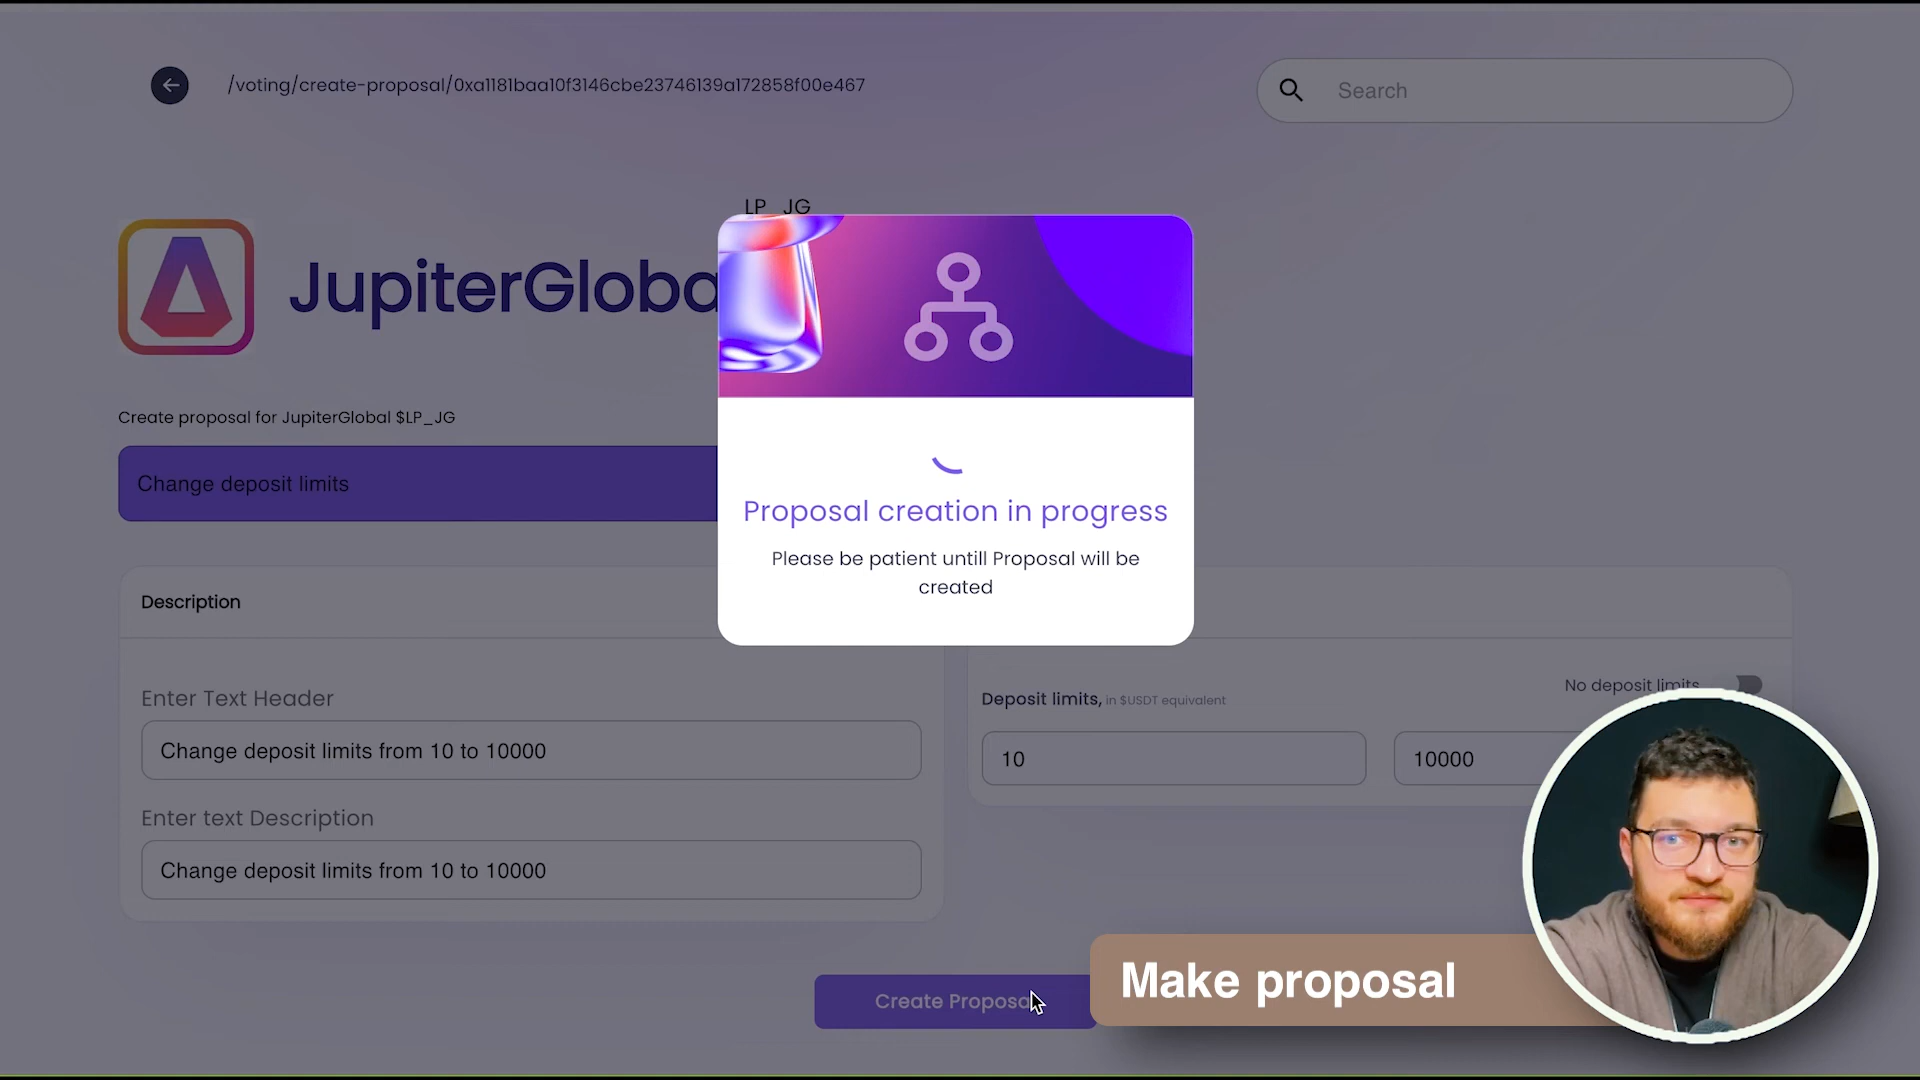 /voting/create-proposal/0xa1181baa10f3146cbe23746139a172858f00e467
Search
LP_JG
JupiterGloba
Create proposal for JupiterGlobal $LP_JG
Change deposit limits
Proposal creation in progress
Please be patient untill Proposal will be
created
Description
Enter Text Header
Change deposit limits from 10 to 10000
Enter text Description
Change deposit limits from 10 to 10000
No deposit limits
Deposit limits, in $USDT equivalent
10
10000
Create Proposal
Make proposal